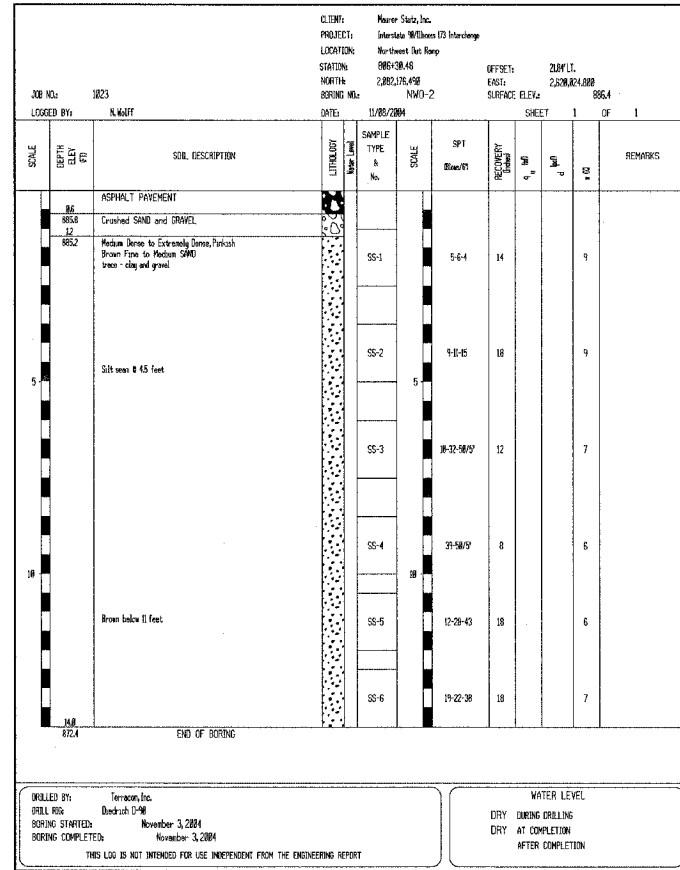 CLIENT: Maurer Stutz, Inc.
PROJECT: Interstate 90/Illinois 173 Interchange
LOCATION: Northwest Out Ramp
STATION: 806+30.46 OFFSET: 21.84' LT.
NORTH: 2,082,176.490 EAST: 2,620,024.800
JOB NO.: 1023 BORING NO.: NWO-2 SURFACE ELEV.: 886.4
LOGGED BY: N. Wolff DATE: 11/08/2004 SHEET 1 OF 1
SCALE DEPTH ELEV (FT) SOIL DESCRIPTION LITHOLOGY Water Level SAMPLE TYPE & No. SCALE SPT (Blows/6") RECOVERY (Inches) q u (tsf) d (pcf) w (%) REMARKS
ASPHALT PAVEMENT
0.6
885.8 Crushed SAND and GRAVEL
1.2
885.2 Medium Dense to Extremely Dense, Pinkish
Brown Fine to Medium SAND
trace - clay and gravel
SS-1 5-6-4 14 9
SS-2 9-11-15 18 9
Silt seam @ 4.5 feet
5 5
SS-3 18-32-50/5" 12 7
SS-4 39-50/5" 8 6
10 10
Brown below 11 feet SS-5 12-28-43 18 6
SS-6 19-22-30 18 7
14.0
872.4 END OF BORING
DRILLED BY: Terracon, Inc.
DRILL RIG: Diedrich D-90
BORING STARTED: November 3, 2004
BORING COMPLETED: November 3, 2004
THIS LOG IS NOT INTENDED FOR USE INDEPENDENT FROM THE ENGINEERING REPORT
WATER LEVEL
DRY DURING DRILLING
DRY AT COMPLETION
AFTER COMPLETION